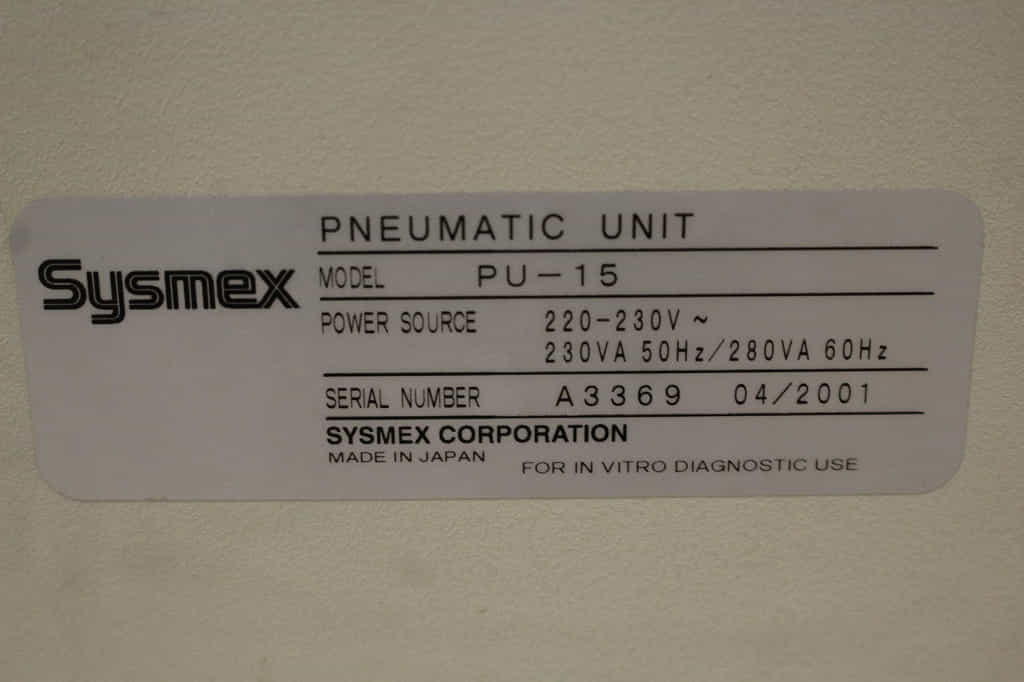 Sysmex
PNEUMATIC UNIT
MODEL PU-15
POWER SOURCE 220-230V ~
230VA 50Hz/280VA 60Hz
SERIAL NUMBER A3369 04/2001
SYSMEX CORPORATION
MADE IN JAPAN FOR IN VITRO DIAGNOSTIC USE